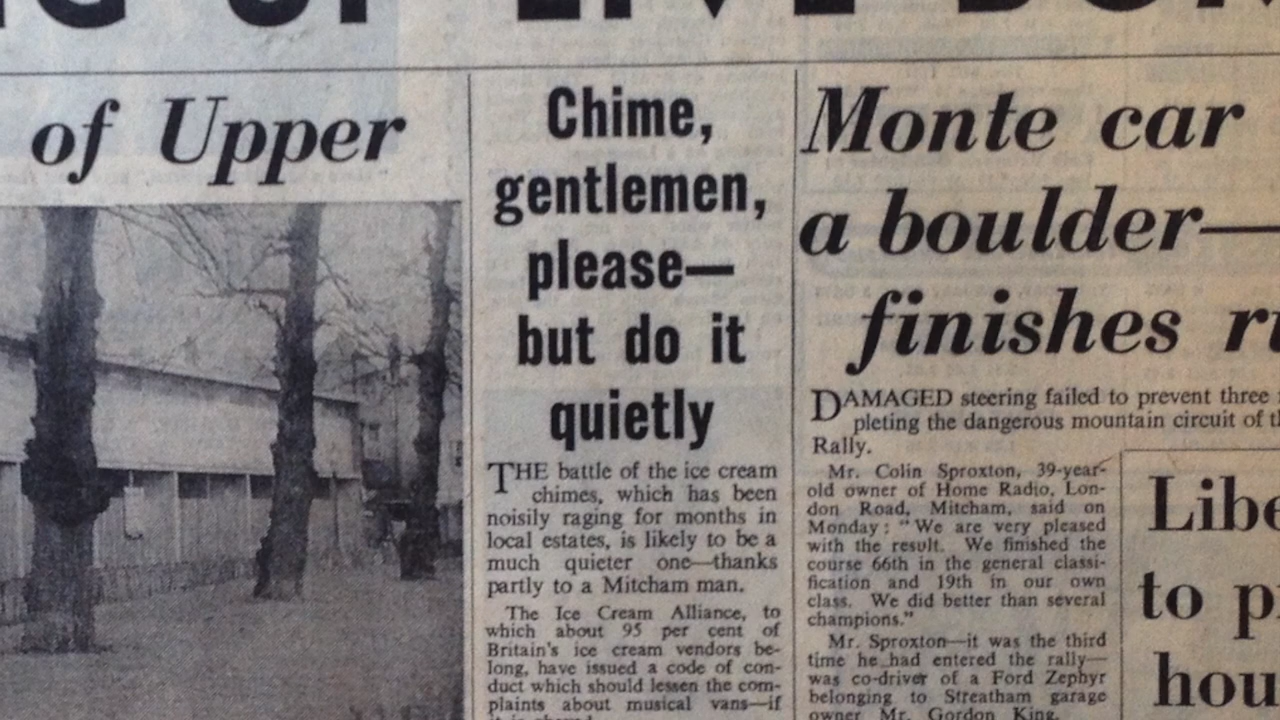 of Upper
Chime,
gentlemen,
please—
but do it
quietly
THE battle of the ice cream
chimes, which has been
noisily raging for months in
local estates, is likely to be a
much quieter one—thanks
partly to a Mitcham man.
The Ice Cream Alliance, to
which about 95 per cent of
Britain's ice cream vendors be-
long, have issued a code of con-
duct which should lessen the com-
plaints about musical vans—if
Monte car
a boulder—
finishes
DAMAGED steering failed to prevent three
pleting the dangerous mountain circuit of
Rally.
Mr. Colin Sproxton, 39-year-
old owner of Home Radio, Lon-
don Road, Mitcham, said on
Monday: "We are very pleased
with the result. We finished the
course 66th in the general classi-
fication and 19th in our own
class. We did better than several
champions."
Mr. Sproxton—it was the third
time he had entered the rally—
was co-driver of a Ford Zephyr
belonging to Streatham garage
owner Mr. Gordon King.
Libe
to p
hou